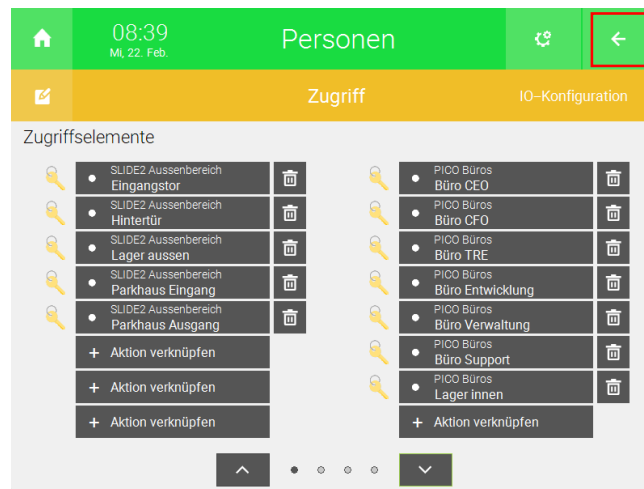 08:39
Mi, 22. Feb.
Personen
Zugriff
IO–Konfiguration
Zugriffselemente
SLIDE2 Aussenbereich
Eingangstor
SLIDE2 Aussenbereich
Hintertür
SLIDE2 Aussenbereich
Lager aussen
SLIDE2 Aussenbereich
Parkhaus Eingang
SLIDE2 Aussenbereich
Parkhaus Ausgang
+ Aktion verknüpfen
+ Aktion verknüpfen
+ Aktion verknüpfen
PICO Büros
Büro CEO
PICO Büros
Büro CFO
PICO Büros
Büro TRE
PICO Büros
Büro Entwicklung
PICO Büros
Büro Verwaltung
PICO Büros
Büro Support
PICO Büros
Lager innen
+ Aktion verknüpfen